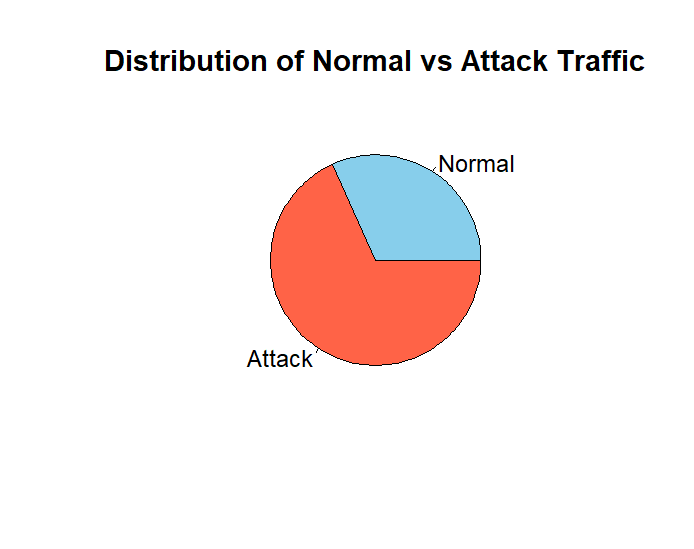 Distribution of Normal vs Attack Traffic
Normal
Attack